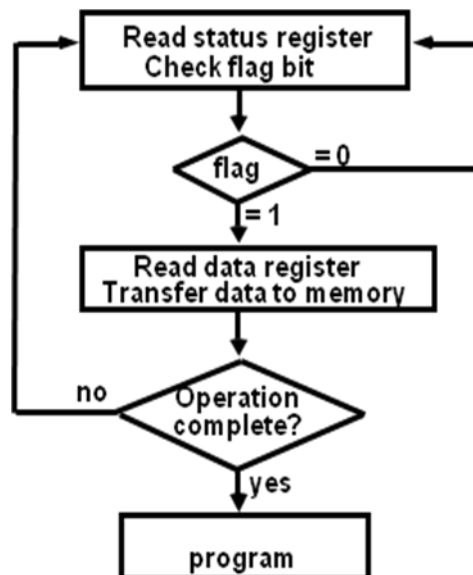 Read status register
Check flag bit
flag
= 0
= 1
Read data register
Transfer data to memory
no
Operation
complete?
yes
program